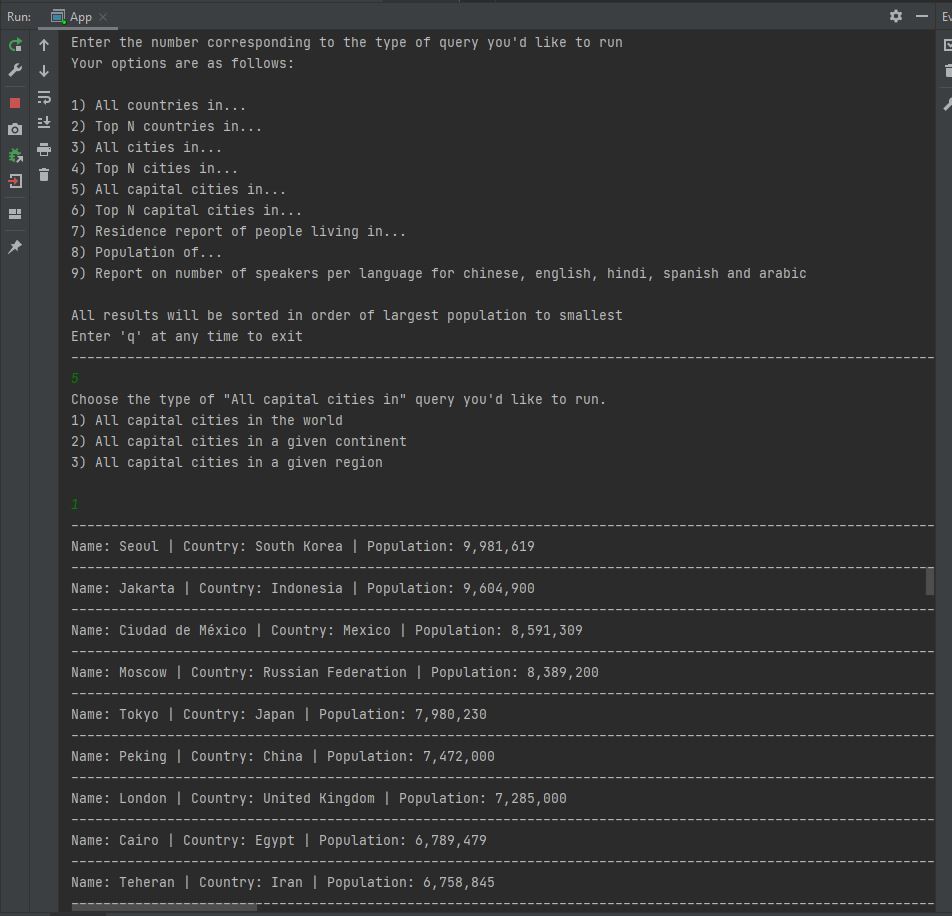 Run: App
Enter the number corresponding to the type of query you'd like to run
Your options are as follows:
1) All countries in...
2) Top N countries in...
3) All cities in...
4) Top N cities in...
5) All capital cities in...
6) Top N capital cities in...
7) Residence report of people living in...
8) Population of...
9) Report on number of speakers per language for chinese, english, hindi, spanish and arabic
All results will be sorted in order of largest population to smallest
Enter 'q' at any time to exit
5
Choose the type of "All capital cities in" query you'd like to run.
1) All capital cities in the world
2) All capital cities in a given continent
3) All capital cities in a given region
1
Name: Seoul | Country: South Korea | Population: 9,981,619
Name: Jakarta | Country: Indonesia | Population: 9,604,900
Name: Ciudad de México | Country: Mexico | Population: 8,591,309
Name: Moscow | Country: Russian Federation | Population: 8,389,200
Name: Tokyo | Country: Japan | Population: 7,980,230
Name: Peking | Country: China | Population: 7,472,000
Name: London | Country: United Kingdom | Population: 7,285,000
Name: Cairo | Country: Egypt | Population: 6,789,479
Name: Teheran | Country: Iran | Population: 6,758,845